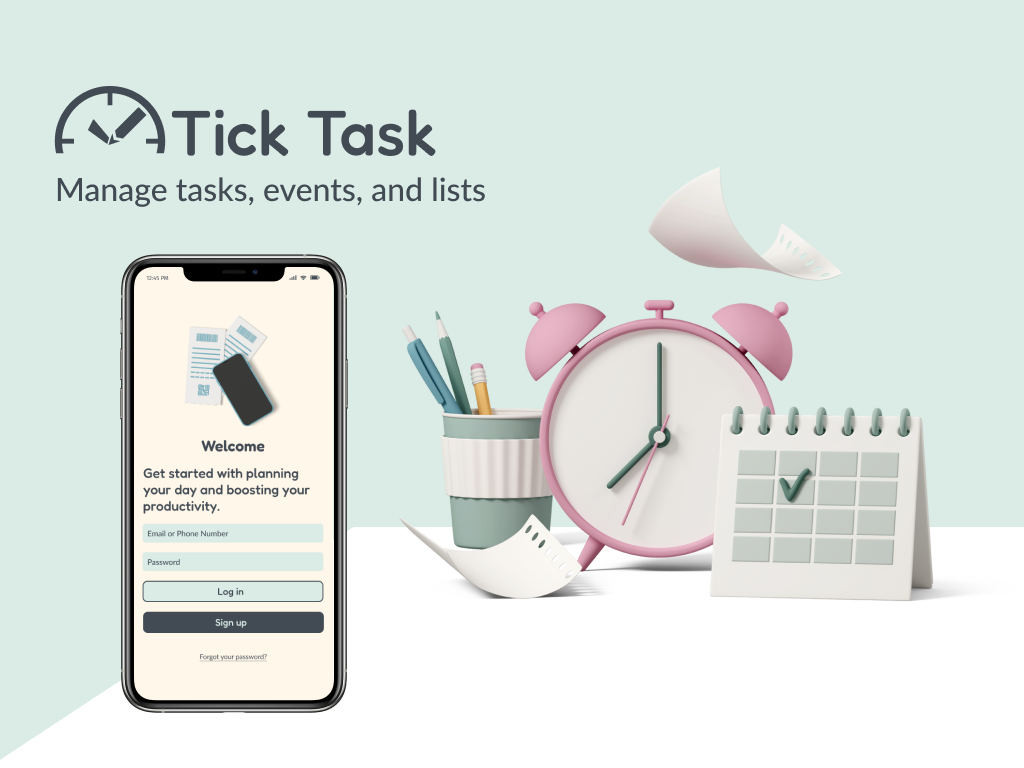 Tick Task
Manage tasks, events, and lists
12:45 PM
Welcome
Get started with planning
your day and boosting your
productivity.
Email or Phone Number
Password
Log in
Sign up
Forgot your password?